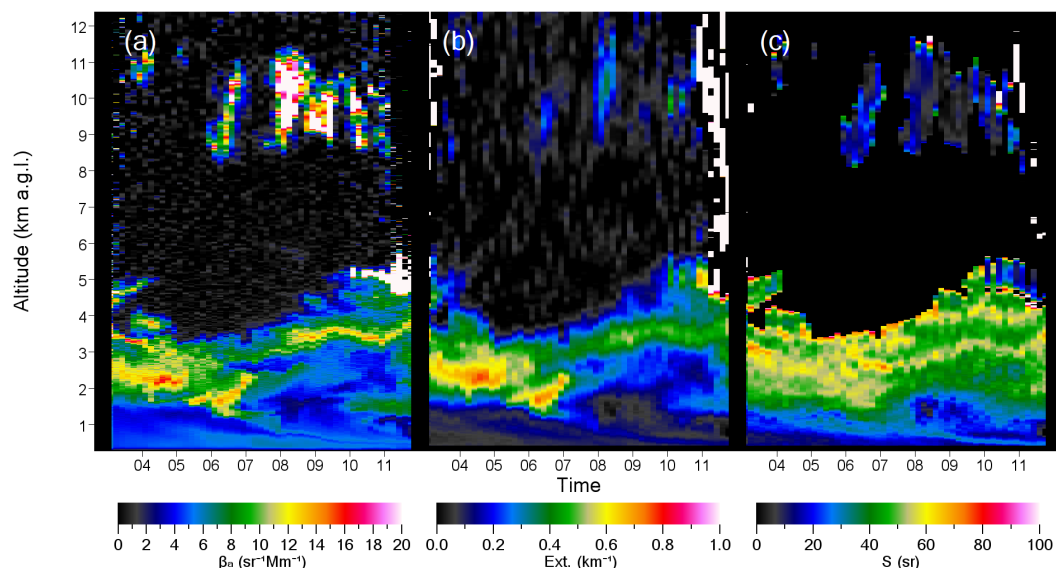 (a) (b) (c)
Altitude (km a.g.l.)
12
11
10
9
8
7
6
5
4
3
2
1
04 05 06 07 08 09 10 11 04 05 06 07 08 09 10 11 04 05 06 07 08 09 10 11
Time
0 2 4 6 8 10 12 14 16 18 20 0.0 0.2 0.4 0.6 0.8 1.0 0 20 40 60 80 100
(sr⁻¹Mm⁻¹) Ext. (km⁻¹) S (sr)